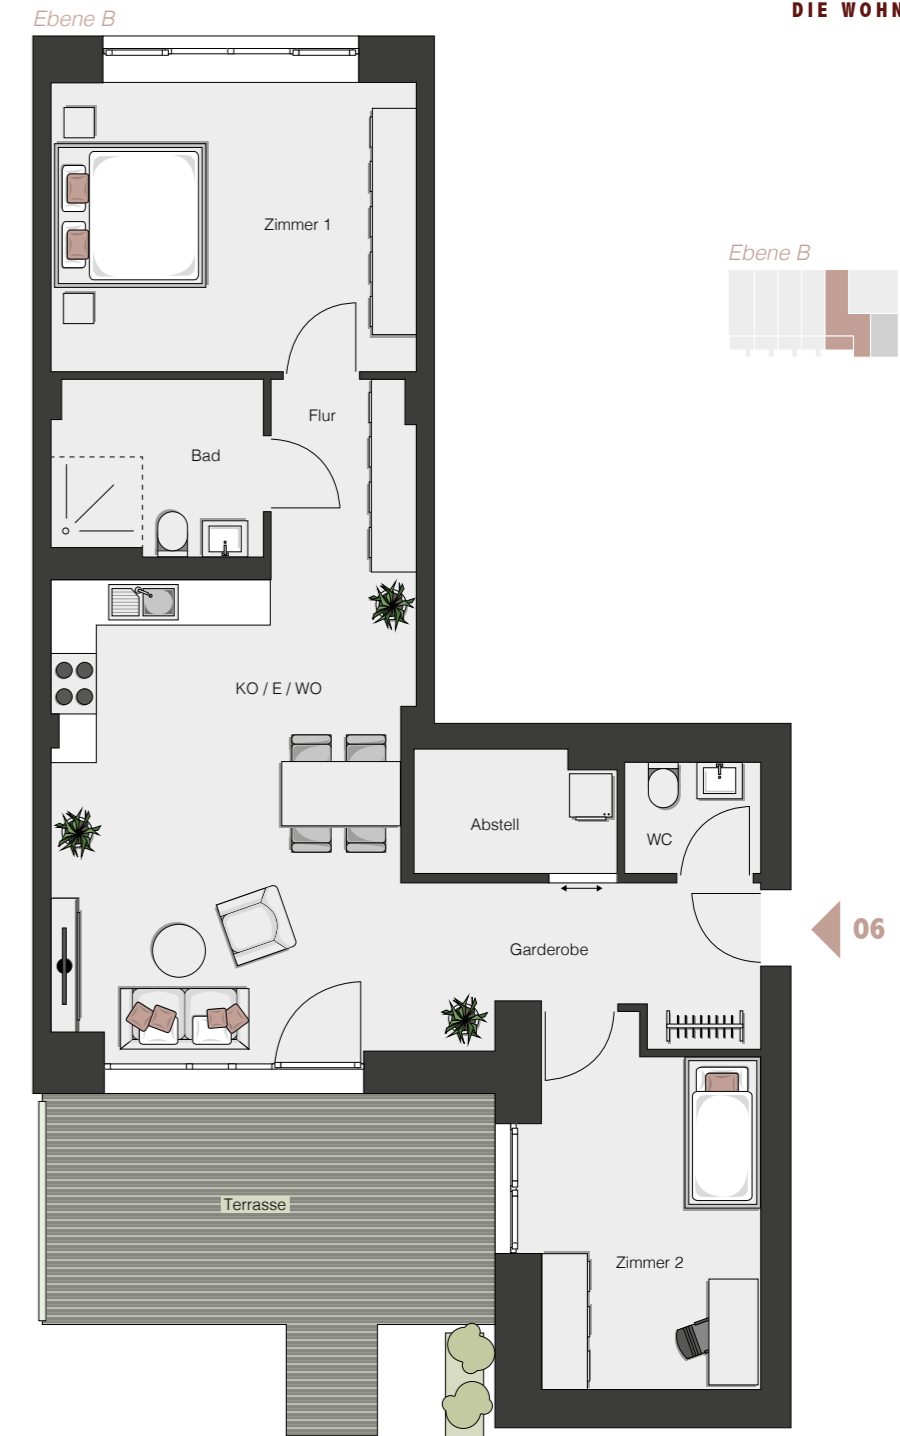 Ebene B
DIE WOHN
Zimmer 1
Ebene B
Flur
Bad
KO / E / WO
Abstell
WC
Garderobe
06
Terrasse
Zimmer 2